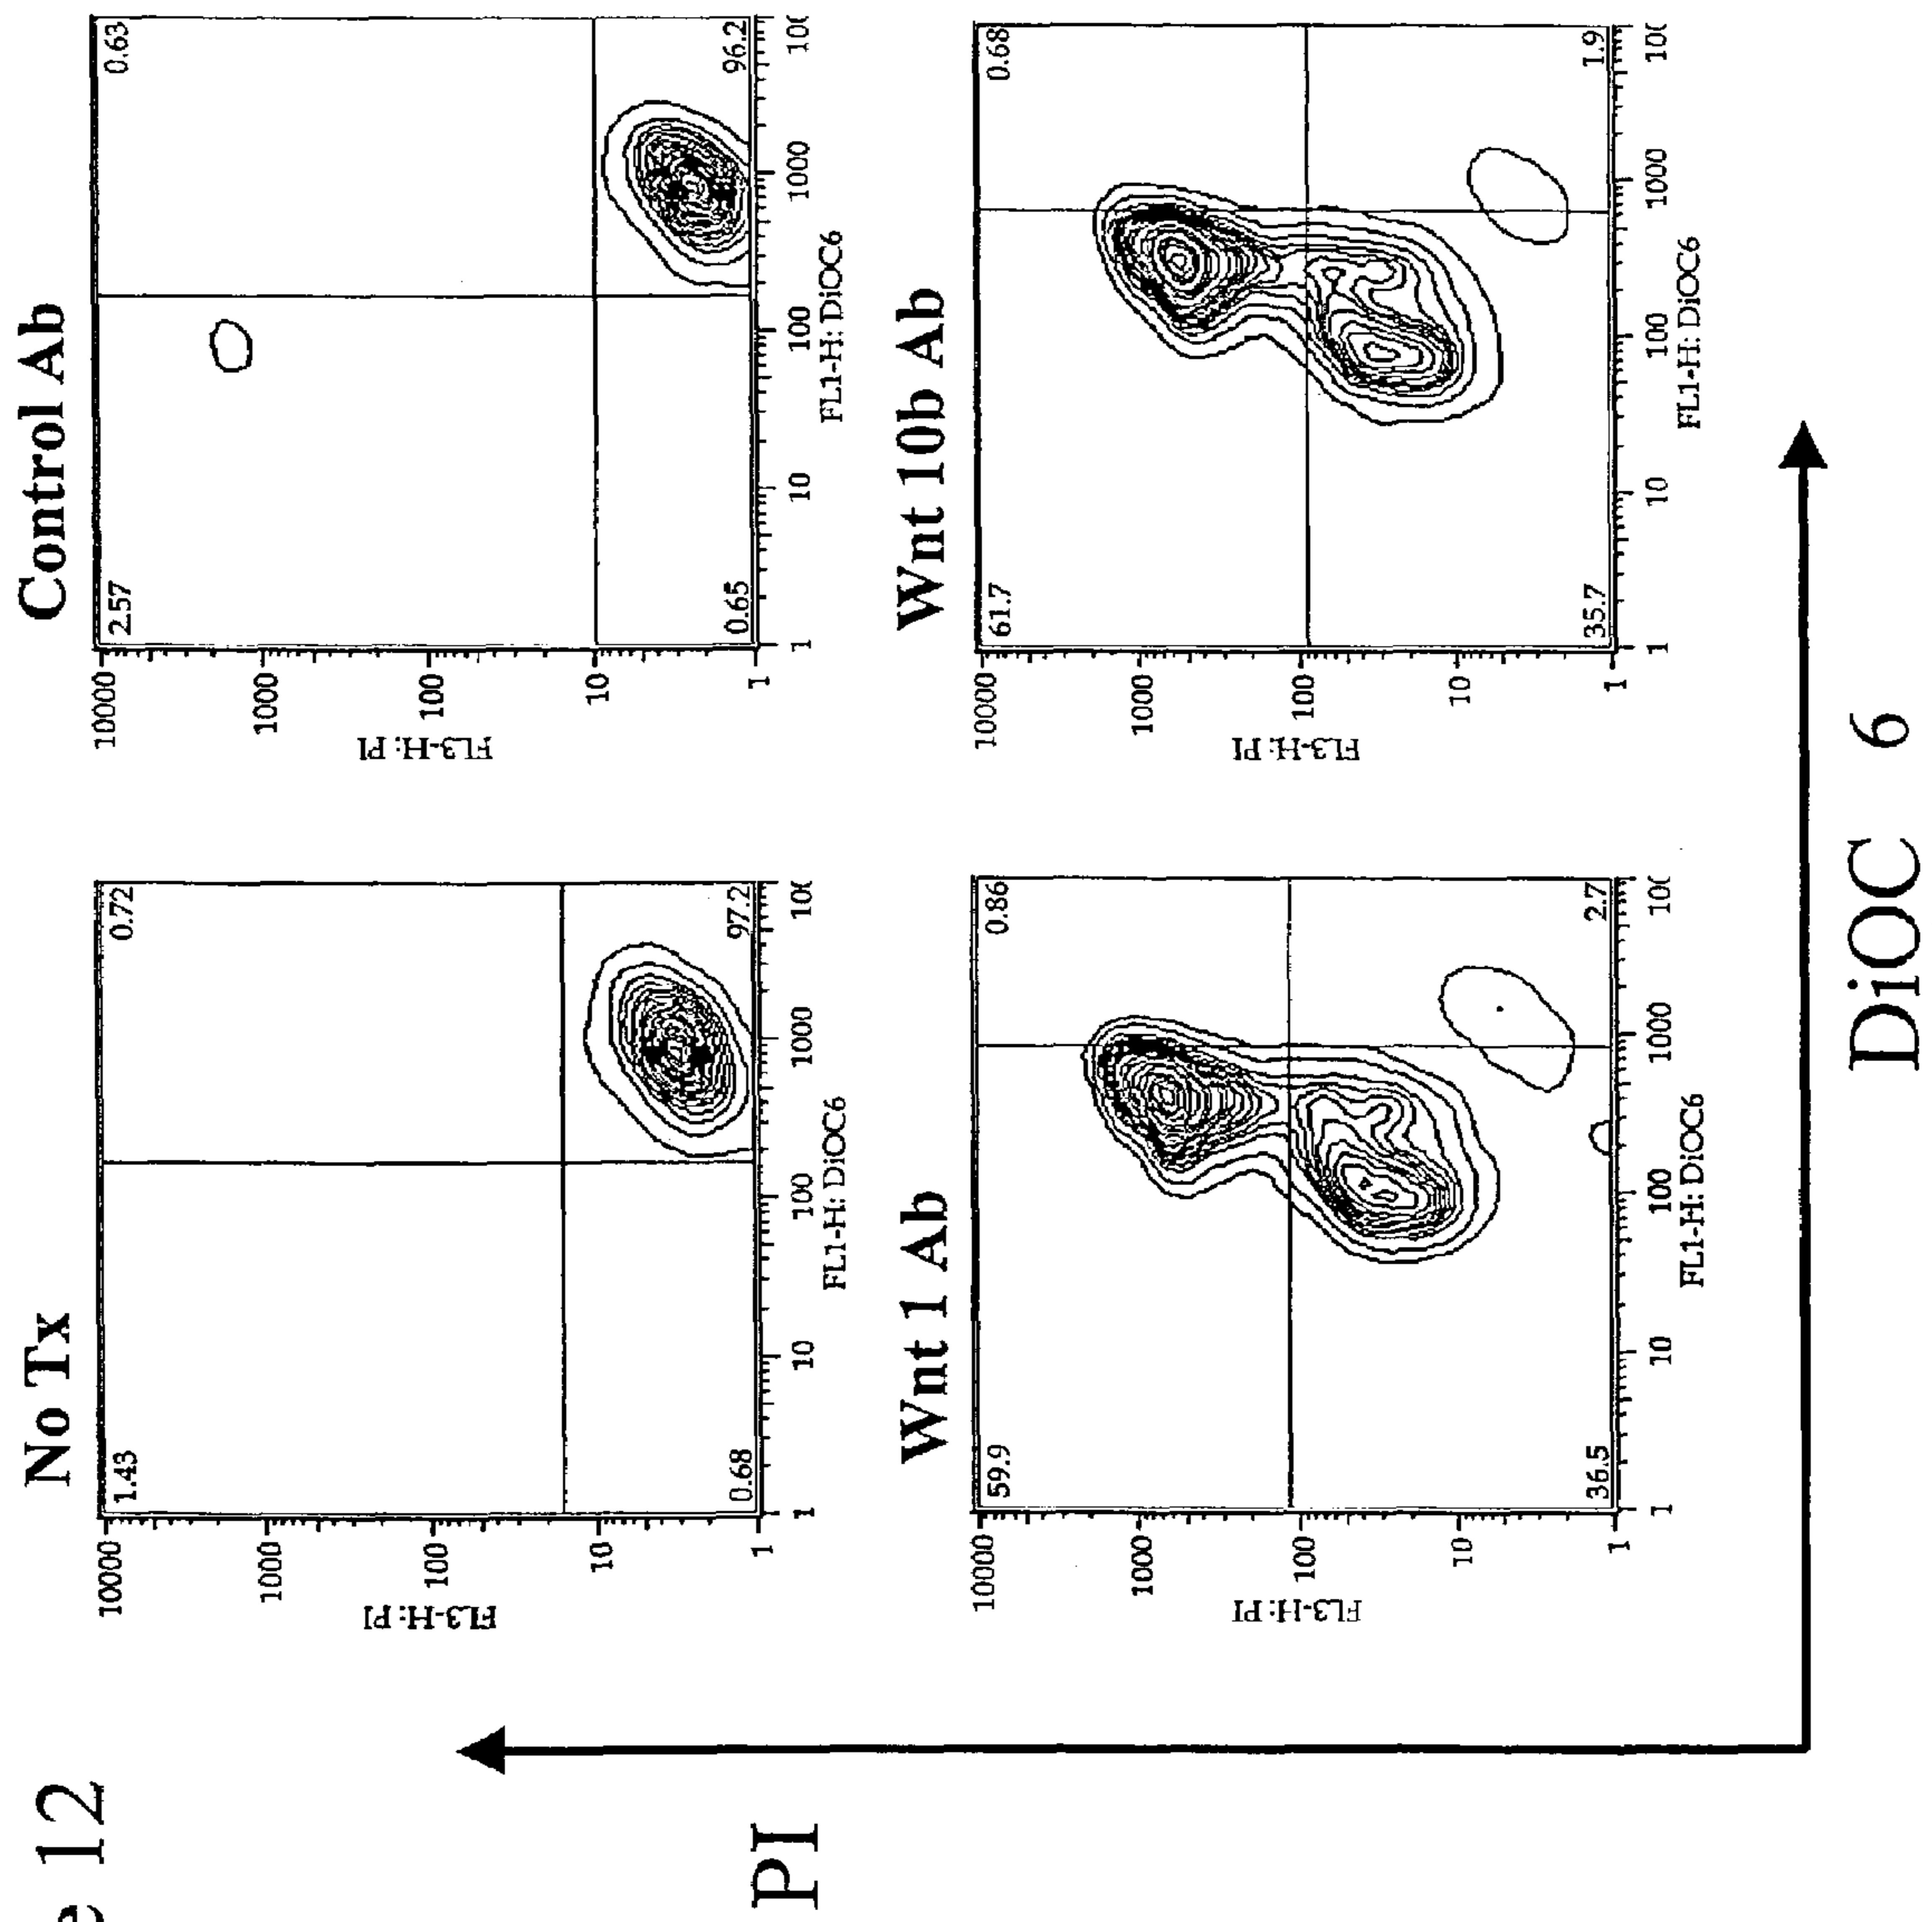 e 12
No Tx
10000
1.43 0.72
1000
100
10
0.68 97.2
1
1 10 100 1000
FL3-H: PI
FL1-H: DiOC6
Control Ab
10000
2.57 0.63
1000
100
10
0.65 96.2
1
1 10 100 1000
FL3-H: PI
FL1-H: DiOC6
Wnt 1 Ab
10000
59.9 0.86
1000
100
10
36.5 2.7
1
1 10 100 1000
FL3-H: PI
FL1-H: DiOC6
Wnt 10b Ab
10000
61.7 0.68
1000
100
10
35.7 1.9
1
1 10 100 1000
FL3-H: PI
FL1-H: DiOC6
PI
DiOC 6